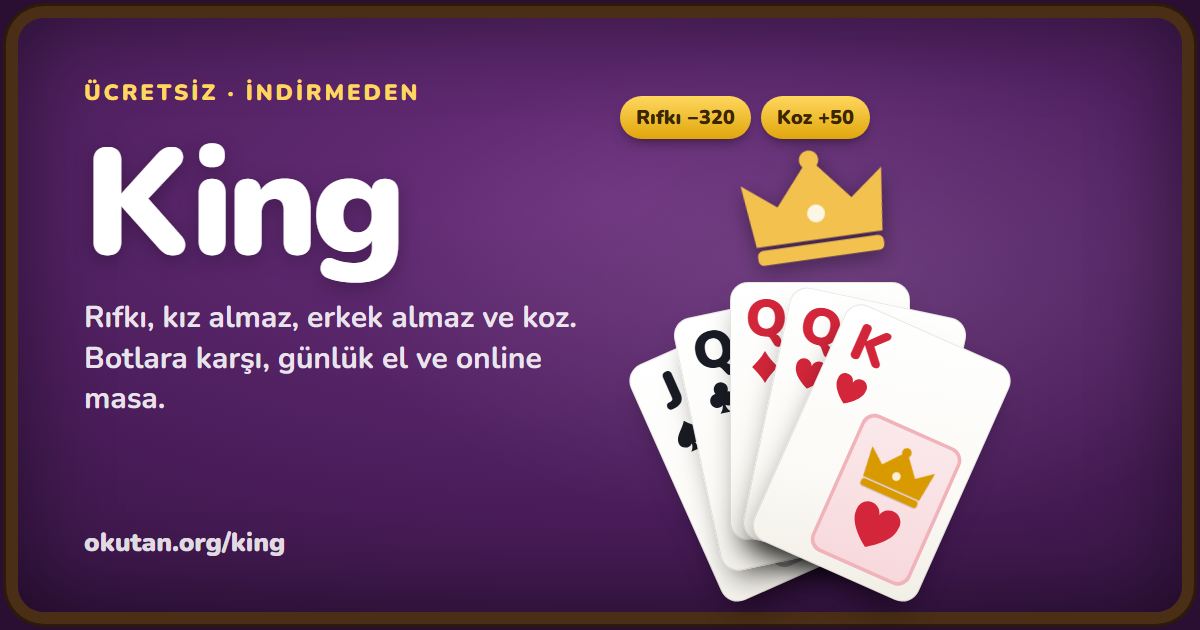 ÜCRETSİZ · İNDİRMEDEN
King
Rıfkı, kız almaz, erkek almaz ve koz.
Botlara karşı, günlük el ve online
masa.
okutan.org/king
Rıfkı −320
Koz +50
J
Q
Q
Q
K